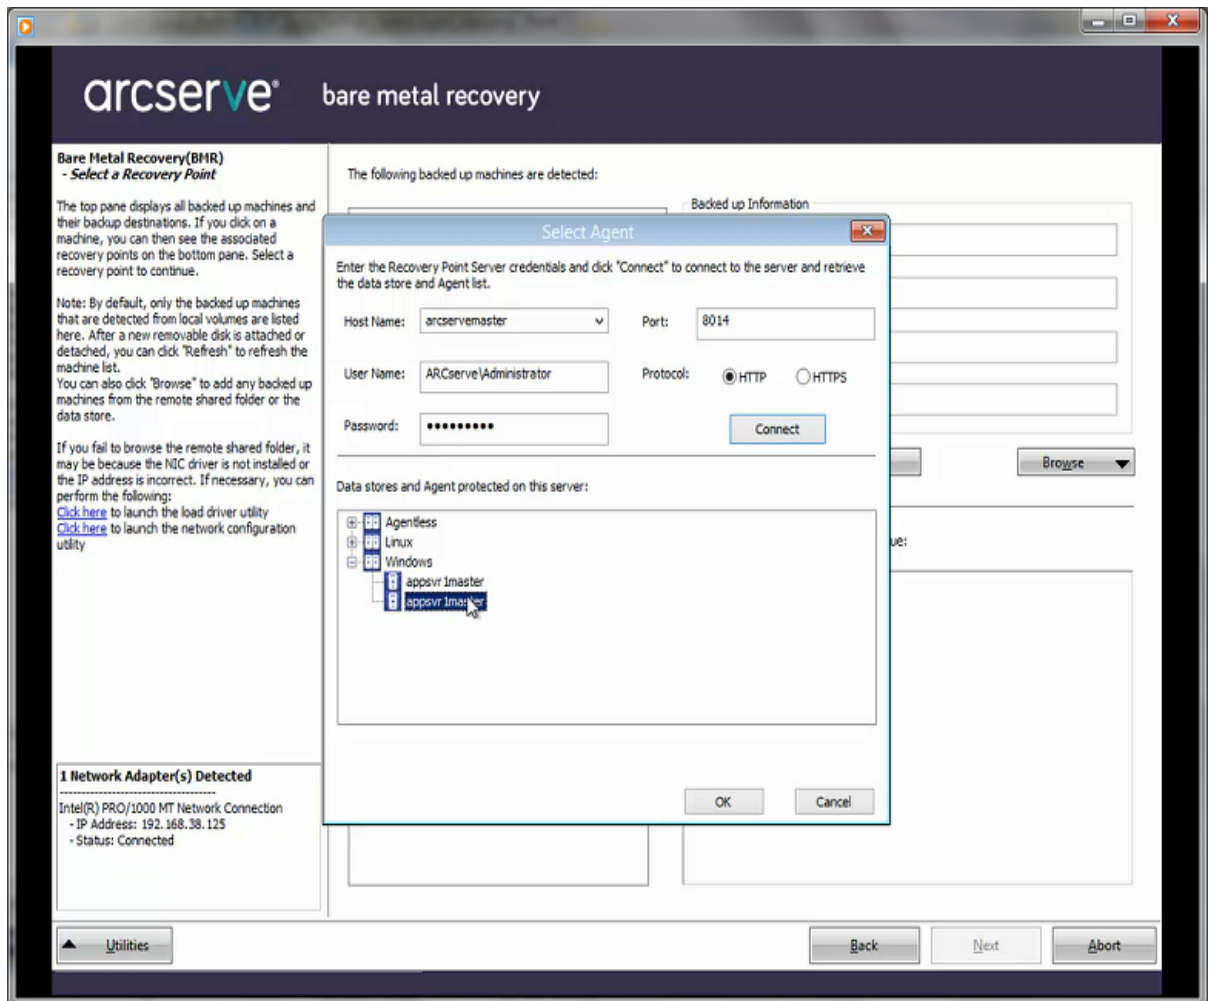 arcserve® bare metal recovery
Bare Metal Recovery(BMR)
- Select a Recovery Point
The top pane displays all backed up machines and
their backup destinations. If you click on a
machine, you can then see the associated
recovery points on the bottom pane. Select a
recovery point to continue.
Note: By default, only the backed up machines
that are detected from local volumes are listed
here. After a new removable disk is attached or
detached, you can click "Refresh" to refresh the
machine list.
You can also click "Browse" to add any backed up
machines from the remote shared folder or the
data store.
If you fail to browse the remote shared folder, it
may be because the NIC driver is not installed or
the IP address is incorrect. If necessary, you can
perform the following:
Click here to launch the load driver utility
Click here to launch the network configuration
utility
1 Network Adapter(s) Detected
Intel(R) PRO/1000 MT Network Connection
- IP Address: 192.168.38.125
- Status: Connected
The following backed up machines are detected:
Backed up Information
Select Agent
Enter the Recovery Point Server credentials and click "Connect" to connect to the server and retrieve
the data store and Agent list.
Host Name: arcservemaster Port: 8014
User Name: ARCserve\Administrator Protocol: HTTP HTTPS
Password: ••••••••• Connect
Data stores and Agent protected on this server:
Agentless
Linux
Windows
appsvr1master
appsvr1master
OK Cancel
Browse
ue:
Utilities Back Next Abort